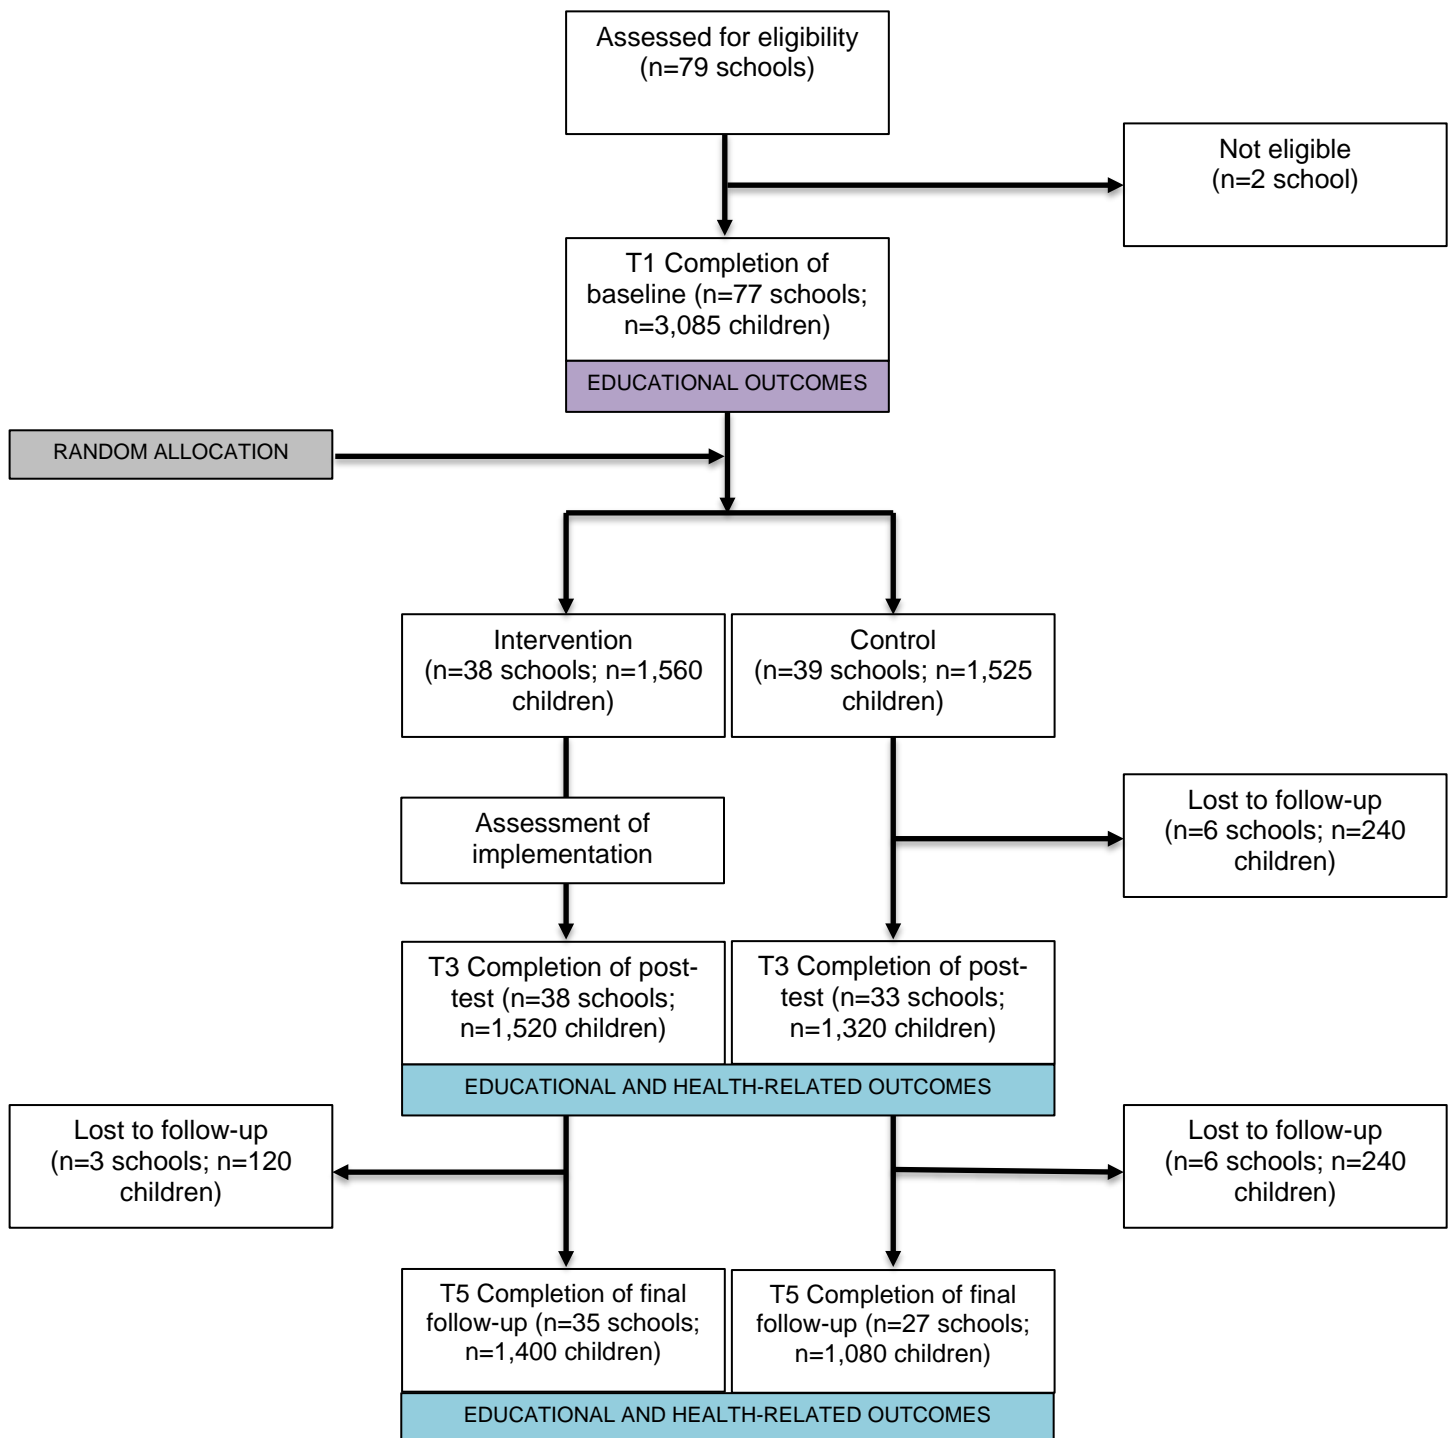 Assessed for eligibility
(n=79 schools)
Not eligible
(n=2 school)
T1 Completion of
baseline (n=77 schools;
n=3,085 children)
EDUCATIONAL OUTCOMES
RANDOM ALLOCATION
Intervention
(n=38 schools; n=1,560
children)
Control
(n=39 schools; n=1,525
children)
Assessment of
implementation
Lost to follow-up
(n=6 schools; n=240
children)
T3 Completion of post-
test (n=38 schools;
n=1,520 children)
T3 Completion of post-
test (n=33 schools;
n=1,320 children)
EDUCATIONAL AND HEALTH-RELATED OUTCOMES
Lost to follow-up
(n=3 schools; n=120
children)
Lost to follow-up
(n=6 schools; n=240
children)
T5 Completion of final
follow-up (n=35 schools;
n=1,400 children)
T5 Completion of final
follow-up (n=27 schools;
n=1,080 children)
EDUCATIONAL AND HEALTH-RELATED OUTCOMES